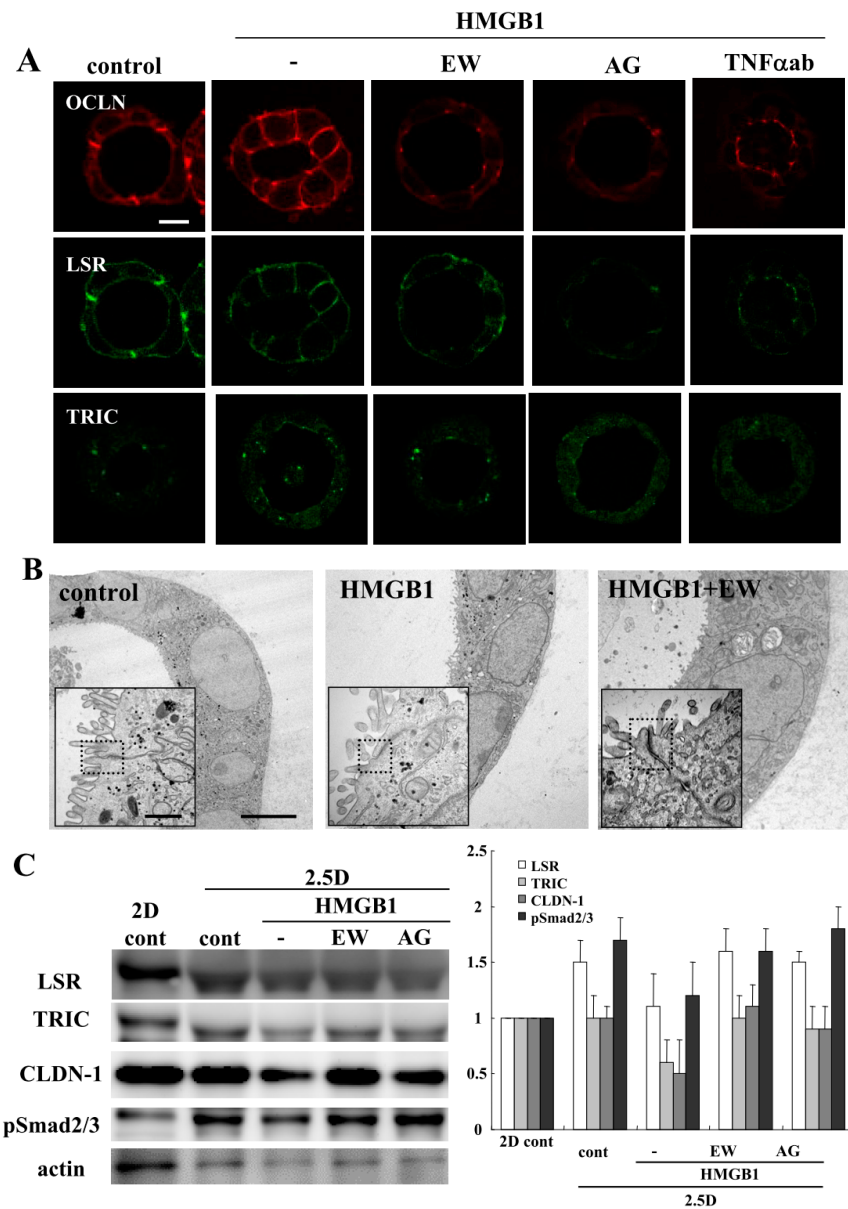 HMGB1
A
control
-
EW
AG
TNFαab
OCLN
LSR
TRIC
B
control
HMGB1
HMGB1+EW
C
2.5D
2D
cont
HMGB1
cont
-
EW
AG
LSR
TRIC
CLDN-1
pSmad2/3
actin
2.5
2
1.5
1
0.5
0
LSR
TRIC
CLDN-1
pSmad2/3
2D cont
cont
-
EW
AG
HMGB1
2.5D